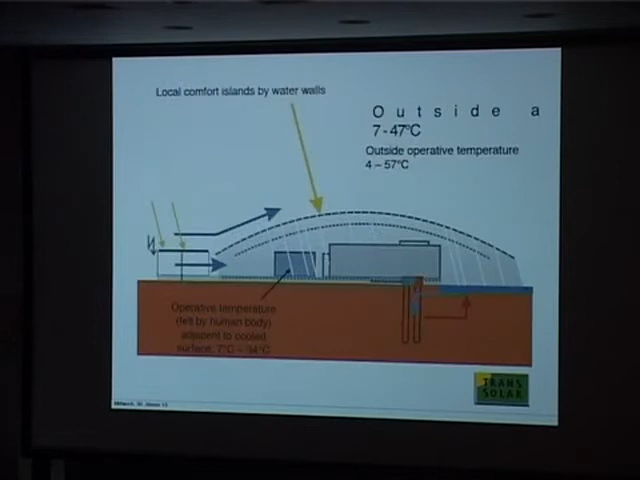 Local comfort islands by water walls
Outside a
7-47°C
Outside operative temperature
4 – 57°C
Operative temperature
(felt by human body)
adjacent to cooled
surface: 7°C – 34°C
TRANS
SOLAR